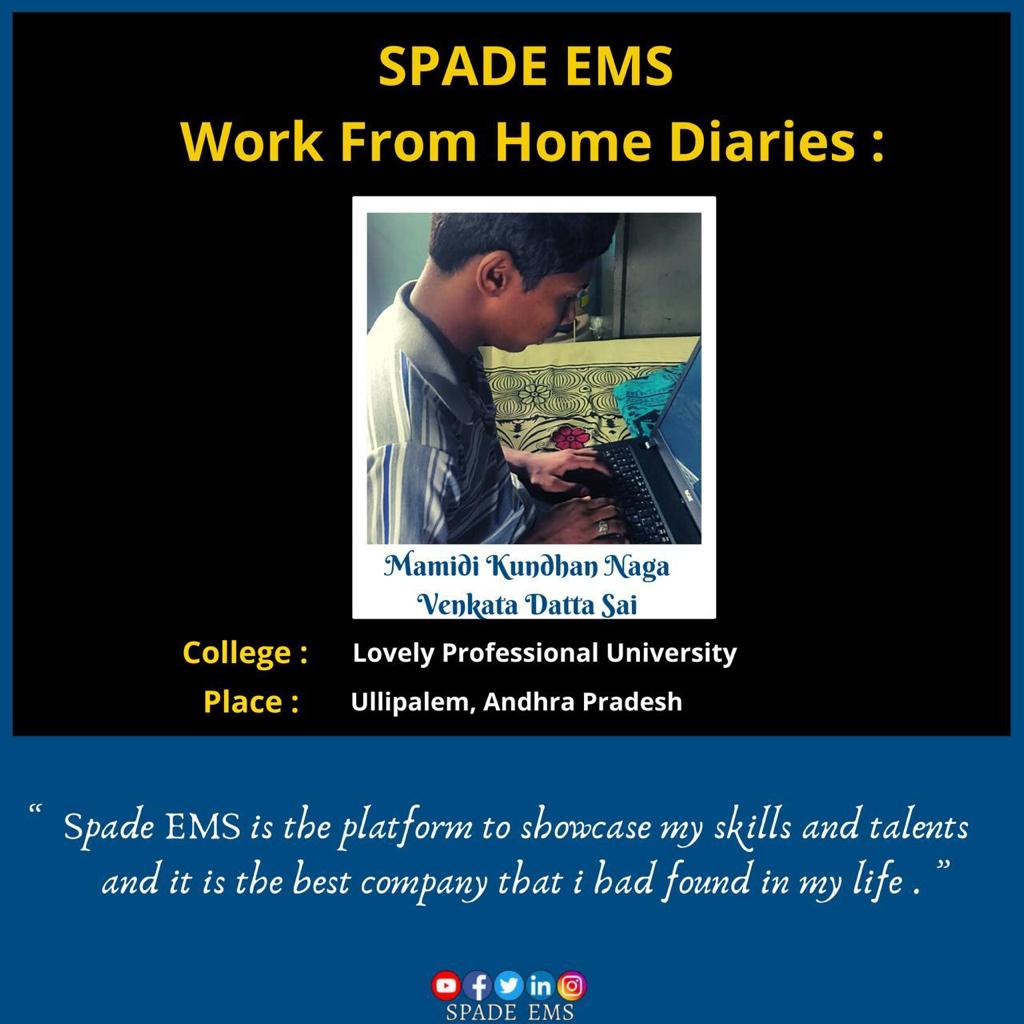 SPADE EMS
Work From Home Diaries :
Mamidi Kundhan Naga
Venkata Datta Sai
College : Lovely Professional University
Place : Ullipalem, Andhra Pradesh
“ Spade EMS is the platform to showcase my skills and talents
and it is the best company that i had found in my life . ”
SPADE EMS